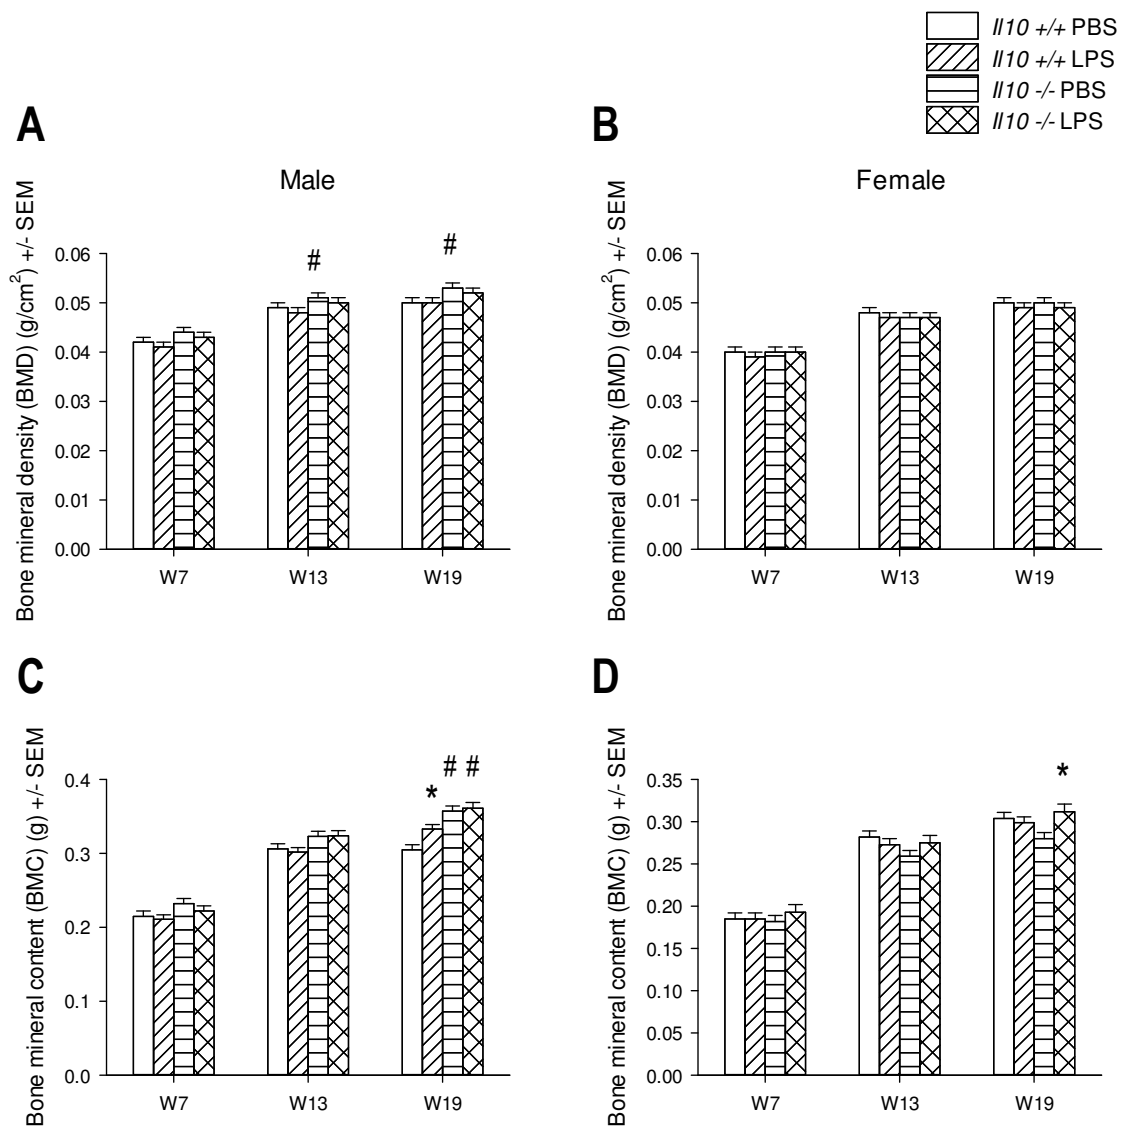 Il10 +/+ PBS
Il10 +/+ LPS
Il10 -/- PBS
Il10 -/- LPS
A
Male
Bone mineral density (BMD) (g/cm2) +/- SEM
0.06
0.05
0.04
0.03
0.02
0.01
0.00
#
#
W7
W13
W19
B
Female
Bone mineral density (BMD) (g/cm2) +/- SEM
0.06
0.05
0.04
0.03
0.02
0.01
0.00
W7
W13
W19
C
Bone mineral content (BMC) (g) +/- SEM
0.4
0.3
0.2
0.1
0.0
# #
*
W7
W13
W19
D
Bone mineral content (BMC) (g) +/- SEM
0.35
0.30
0.25
0.20
0.15
0.10
0.05
0.00
*
W7
W13
W19